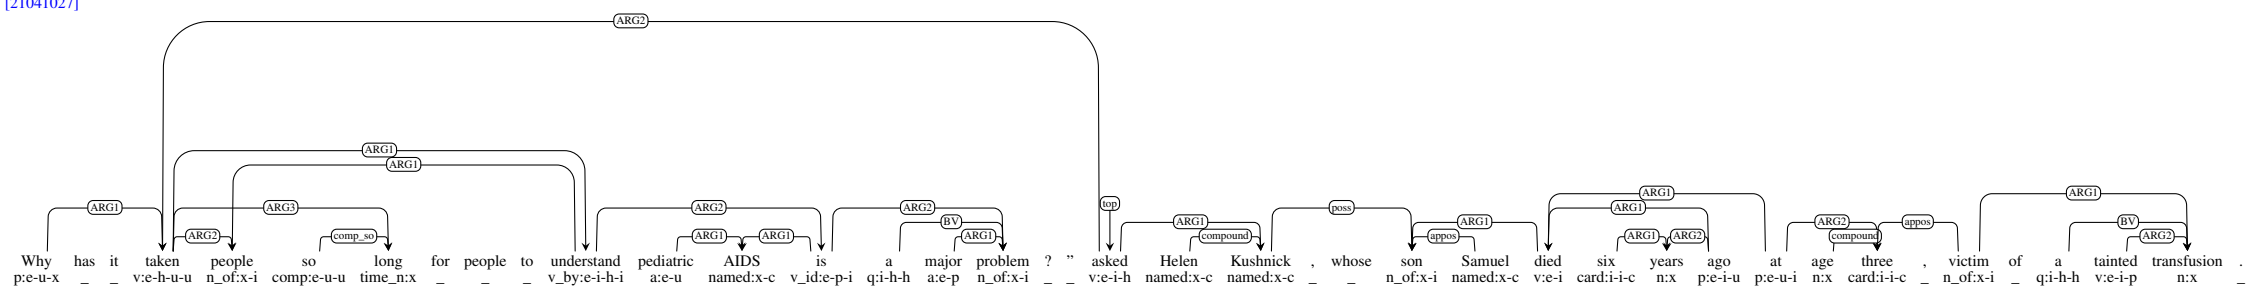 [21041027]
ARG2
ARG1
ARG1
top
ARG1 ARG3 ARG2 ARG2 poss ARG1 ARG1 ARG1
BV ARG1 BV
ARG2 comp_so ARG1 ARG1 ARG1 compound appos ARG1 ARG1 ARG2 ARG2 compound appos ARG2
Why has it taken people so long for people to understand pediatric AIDS is a major problem ? ” asked Helen Kushnick , whose son Samuel died six years ago at age three , victim of a tainted transfusion .
p:e-u-x _ _ v:e-h-u-u n_of:x-i comp:e-u-u time_n:x _ _ _ v_by:e-i-h-i a:e-u named:x-c v_id:e-p-i q:i-h-h a:e-p n_of:x-i _ _ v:e-i-h named:x-c named:x-c _ _ n_of:x-i named:x-c v:e-i card:i-i-c n:x p:e-i-u p:e-u-i n:x card:i-i-c _ n_of:x-i _ q:i-h-h v:e-i-p n:x _